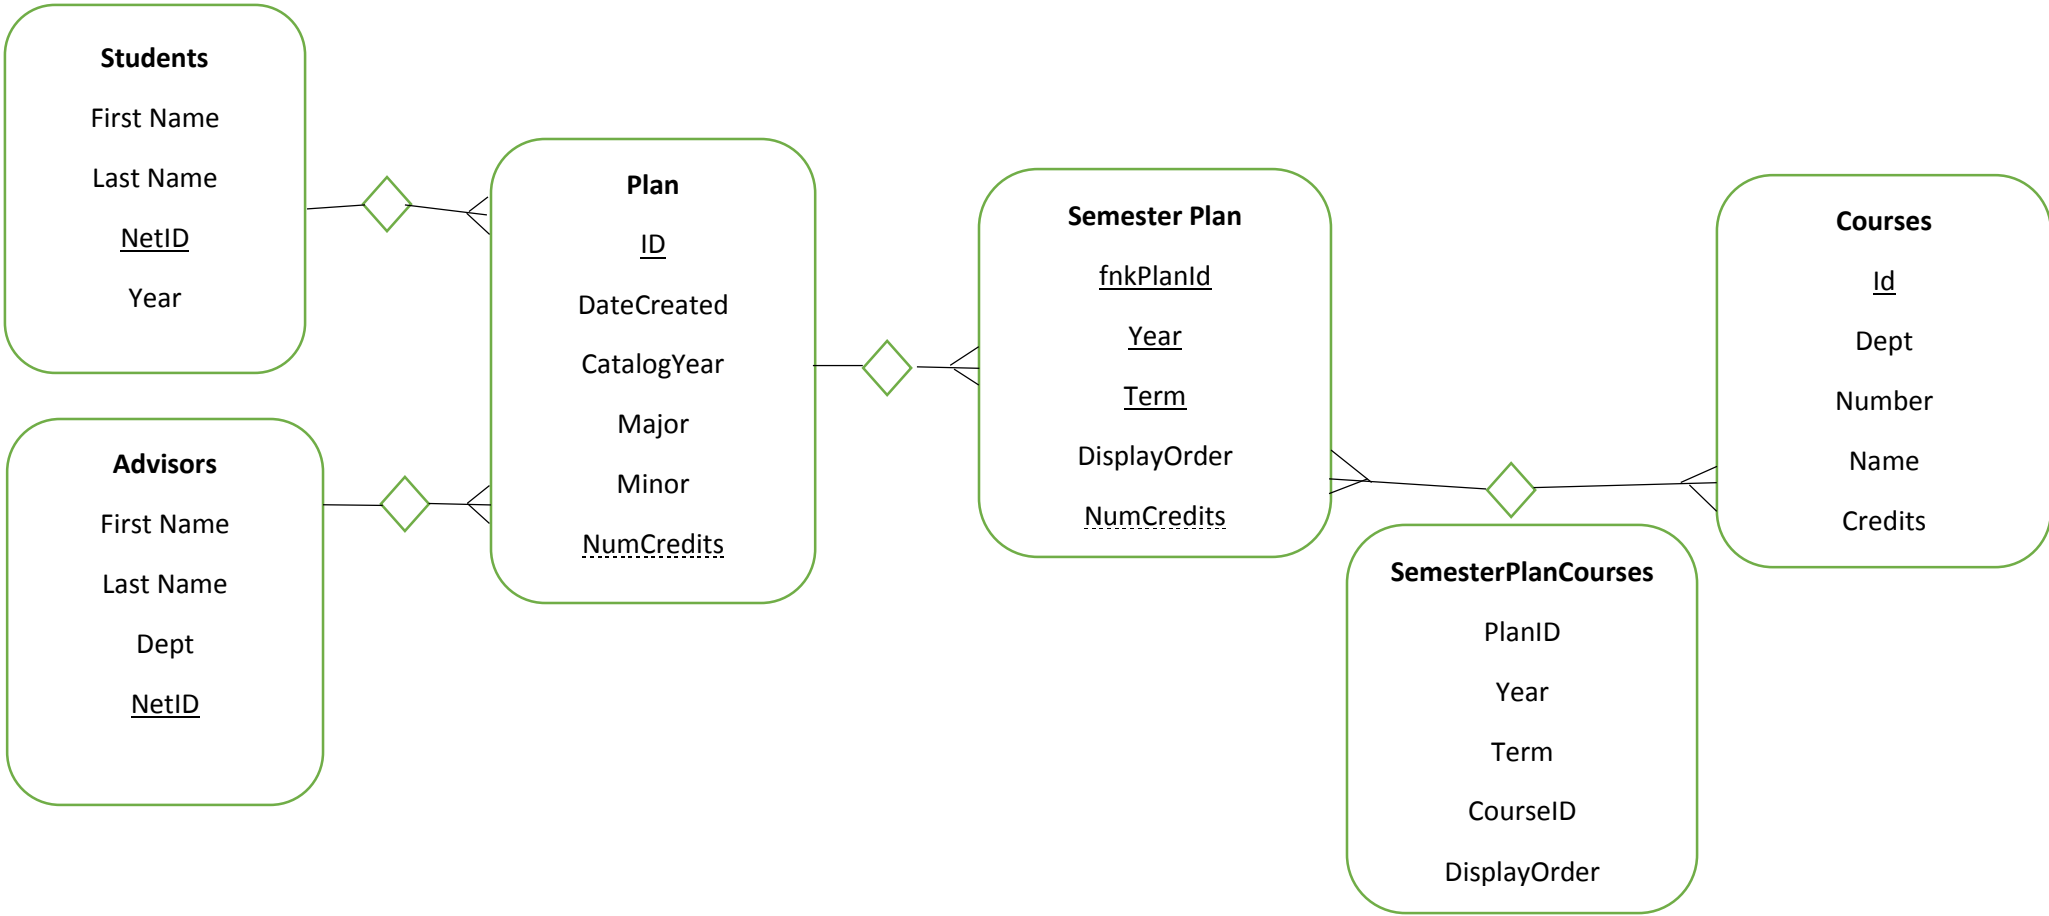 Students
First Name
Last Name
NetID
Year
Advisors
First Name
Last Name
Dept
NetID
Plan
ID
DateCreated
CatalogYear
Major
Minor
NumCredits
Semester Plan
fnkPlanId
Year
Term
DisplayOrder
NumCredits
SemesterPlanCourses
PlanID
Year
Term
CourseID
DisplayOrder
Courses
Id
Dept
Number
Name
Credits